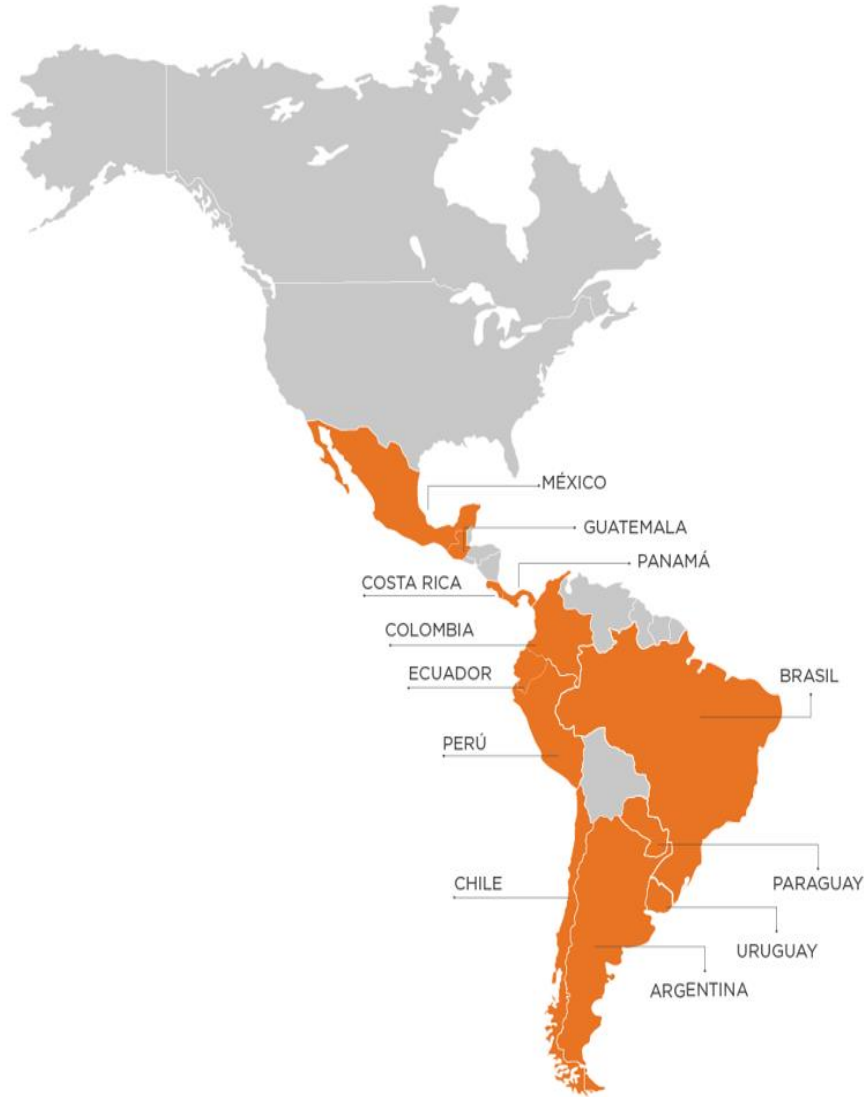 MÉXICO
GUATEMALA
PANAMÁ
COSTA RICA
COLOMBIA
ECUADOR
BRASIL
PERÚ
PARAGUAY
CHILE
URUGUAY
ARGENTINA